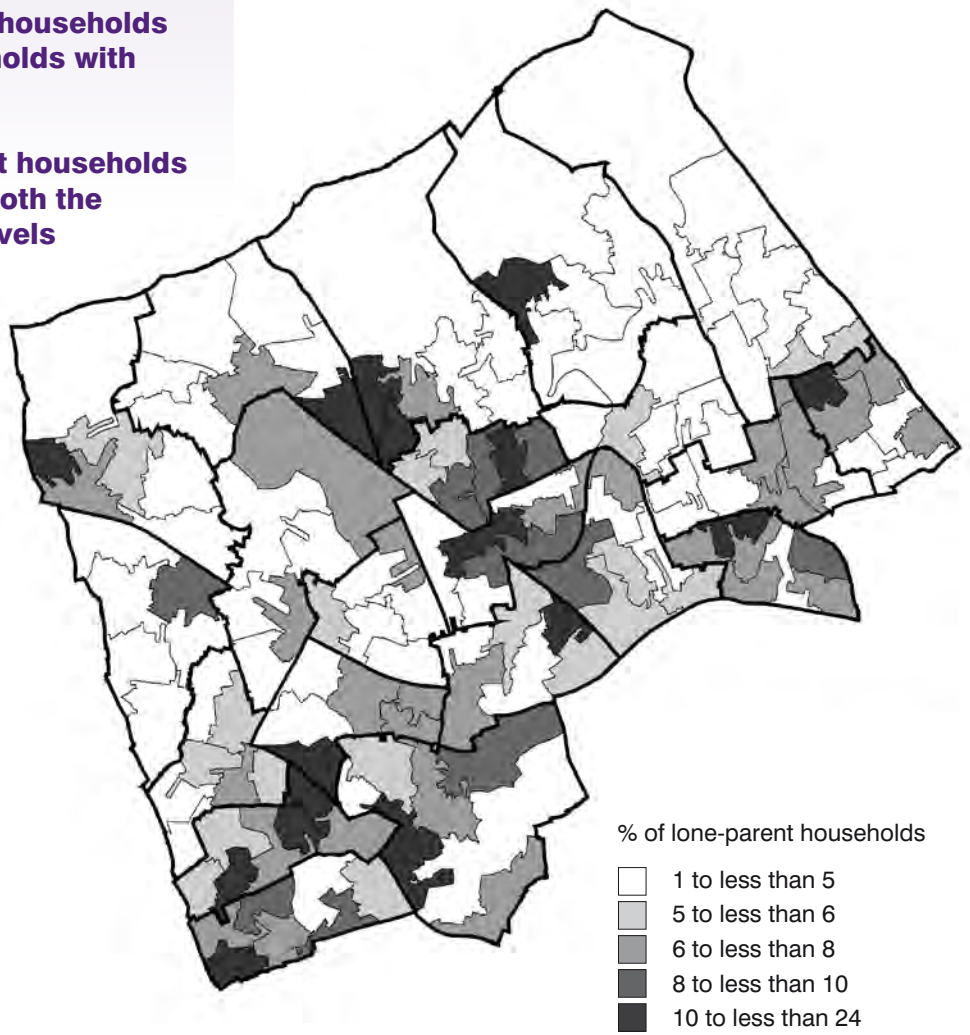 households
holds with
t households
oth the
vels
% of lone-parent households
1 to less than 5
5 to less than 6
6 to less than 8
8 to less than 10
10 to less than 24